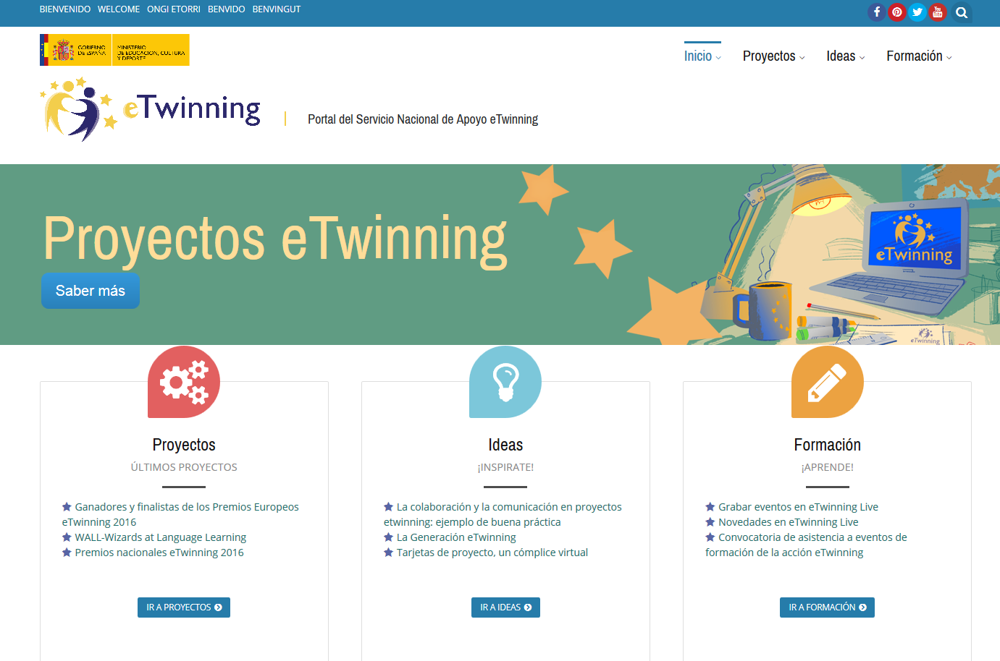 BIENVENIDO WELCOME ONGI ETORRI BENVIDO BENVINGUT
GOBIERNO
DE ESPAÑA
MINISTERIO
DE EDUCACIÓN, CULTURA
Y DEPORTE
Inicio Proyectos Ideas Formación
eTwinning
Portal del Servicio Nacional de Apoyo eTwinning
Proyectos eTwinning
Saber más
eTwinning
eTwinning
Proyectos
ÚLTIMOS PROYECTOS
Ganadores y finalistas de los Premios Europeos
eTwinning 2016
WALL-Wizards at Language Learning
Premios nacionales eTwinning 2016
IR A PROYECTOS
Ideas
¡INSPIRATE!
La colaboración y la comunicación en proyectos
etwinning: ejemplo de buena práctica
La Generación eTwinning
Tarjetas de proyecto, un cómplice virtual
IR A IDEAS
Formación
¡APRENDE!
Grabar eventos en eTwinning Live
Novedades en eTwinning Live
Convocatoria de asistencia a eventos de
formación de la acción eTwinning
IR A FORMACIÓN